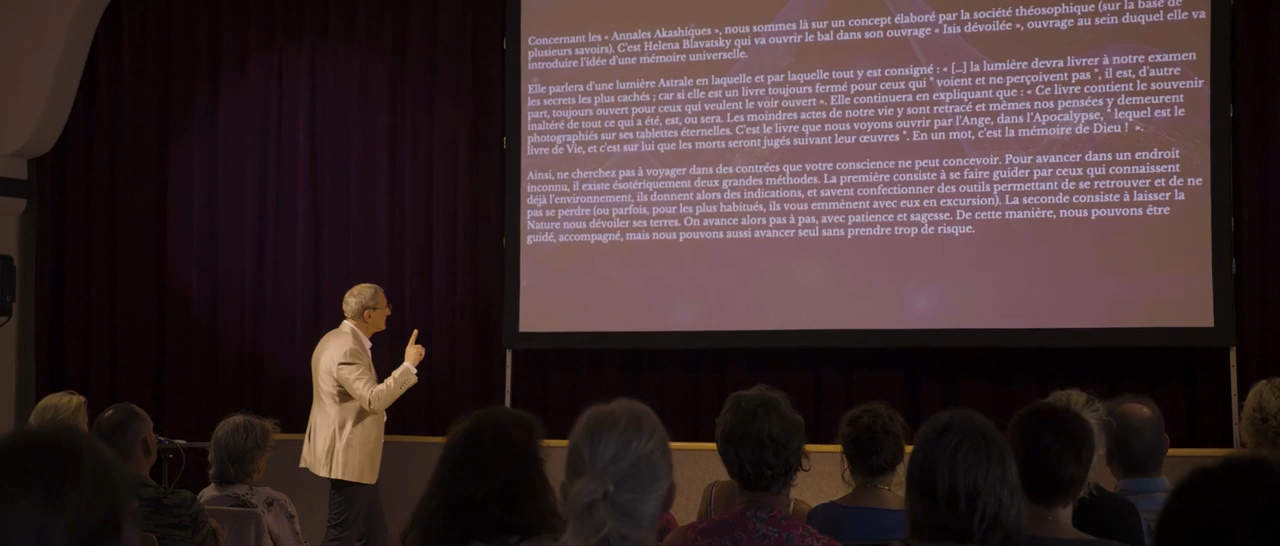 Concernant les « Annales Akashiques », nous sommes là sur un concept élaboré par la société théosophique (sur la base de
plusieurs savoirs). C'est Helena Blavatsky qui va ouvrir le bal dans son ouvrage « Isis dévoilée », ouvrage au sein duquel elle va
introduire l'idée d'une mémoire universelle.
Elle parlera d'une lumière Astrale en laquelle et par laquelle tout y est consigné : « [...] la lumière devra livrer à notre examen
les secrets les plus cachés ; car si elle est un livre toujours fermé pour ceux qui " voient et ne perçoivent pas ", il est, d'autre
part, toujours ouvert pour ceux qui veulent le voir ouvert ». Elle continuera en expliquant que : « Ce livre contient le souvenir
inaltéré de tout ce qui a été, est, ou sera. Les moindres actes de notre vie y sont retracé et mêmes nos pensées y demeurent
photographiés sur ses tablettes éternelles. C'est le livre que nous voyons ouvrir par l'Ange, dans l'Apocalypse, " lequel est le
livre de Vie, et c'est sur lui que les morts seront jugés suivant leur œuvres ". En un mot, c'est la mémoire de Dieu ! ».
Ainsi, ne cherchez pas à voyager dans des contrées que votre conscience ne peut concevoir. Pour avancer dans un endroit
inconnu, il existe ésotériquement deux grandes méthodes. La première consiste à se faire guider par ceux qui connaissent
déjà l'environnement, ils donnent alors des indications, et savent confectionner des outils permettant de se retrouver et de ne
pas se perdre (ou parfois, pour les plus habitués, ils vous emmènent avec eux en excursion). La seconde consiste à laisser la
Nature nous dévoiler ses terres. On avance alors pas à pas, avec patience et sagesse. De cette manière, nous pouvons être
guidé, accompagné, mais nous pouvons aussi avancer seul sans prendre trop de risque.